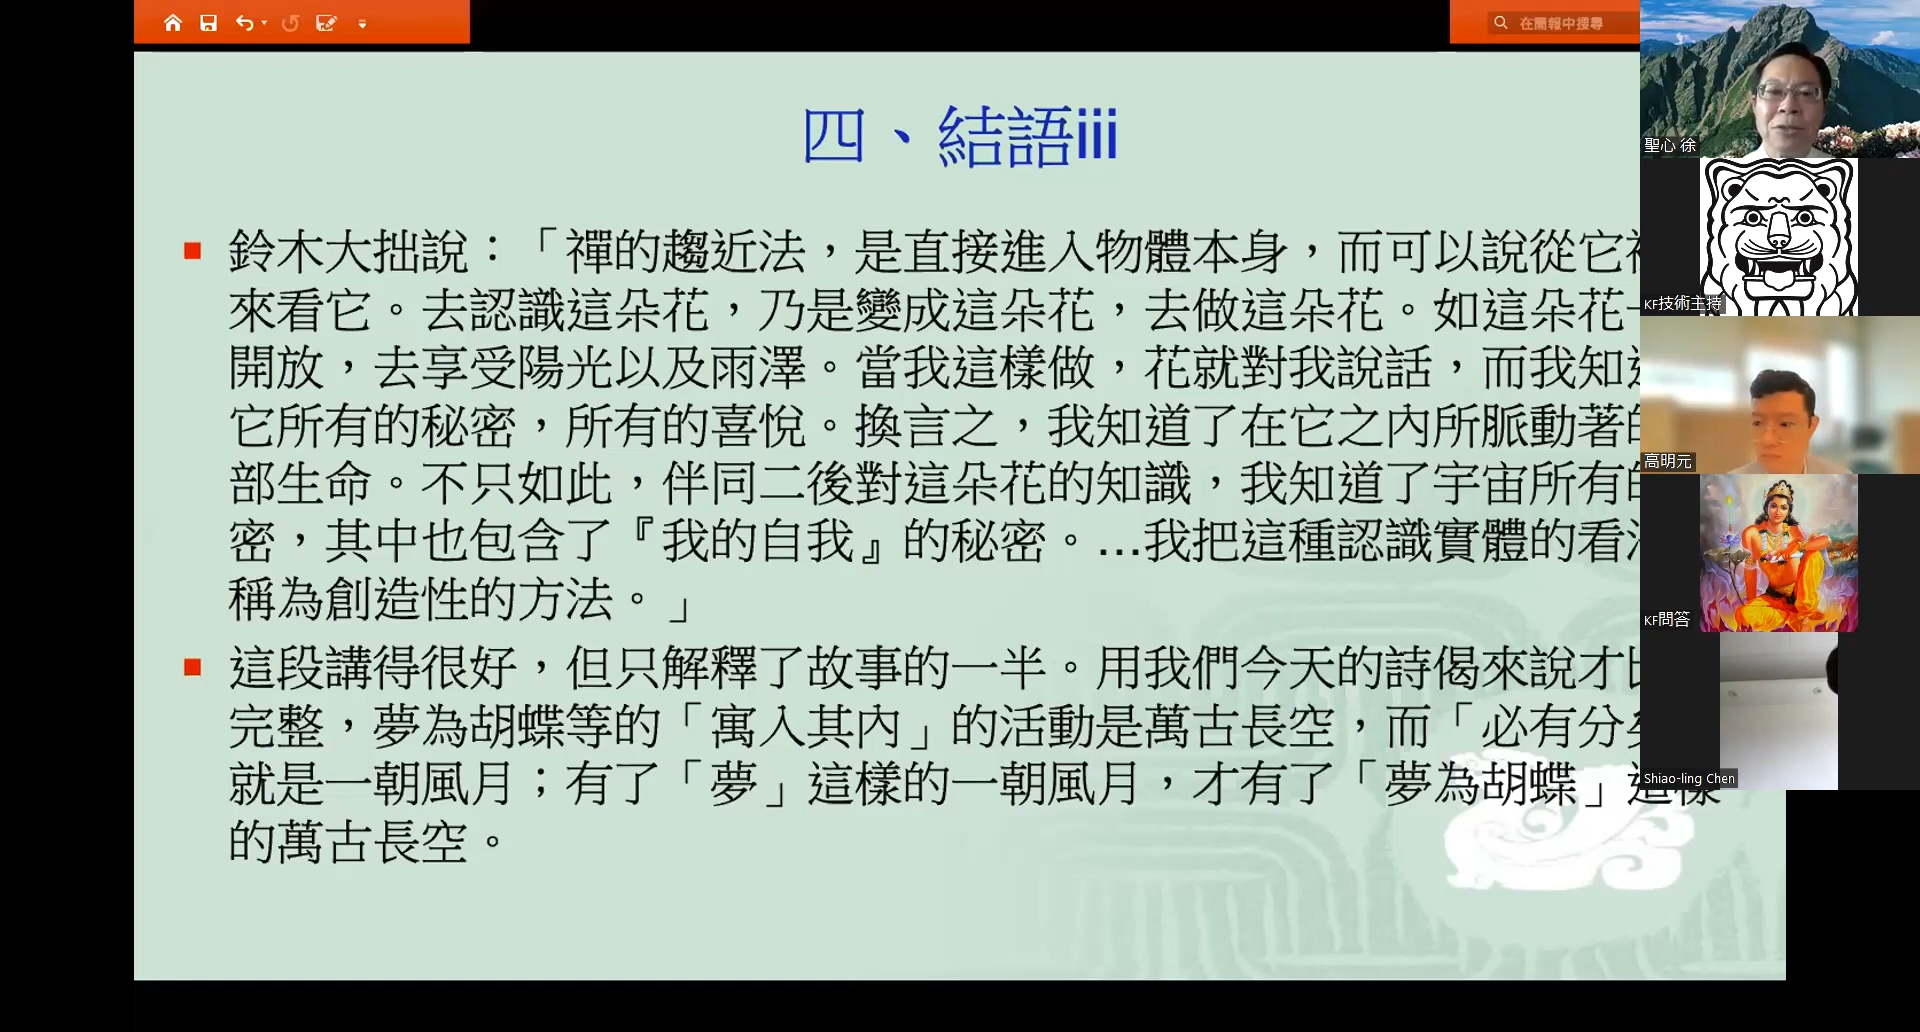 在簡報中搜尋
四、結語iii
鈴木大拙說：「禪的趨近法，是直接進入物體本身，而可以說從它
來看它。去認識這朵花，乃是變成這朵花，去做這朵花。如這朵花一
開放，去享受陽光以及雨澤。當我這樣做，花就對我說話，而我知
它所有的秘密，所有的喜悅。換言之，我知道了在它之內所脈動著
部生命。不只如此，伴同二後對這朵花的知識，我知道了宇宙所有
密，其中也包含了『我的自我』的秘密。…我把這種認識實體的看
稱為創造性的方法。」
這段講得很好，但只解釋了故事的一半。用我們今天的詩偈來說才
完整，夢為胡蝶等的「寓入其內」的活動是萬古長空，而「必有分
就是一朝風月；有了「夢」這樣的一朝風月，才有了「夢為胡蝶」這樣
的萬古長空。
聖心 徐
KF技術主持
高明元
KF問答
Shiao-ling Chen